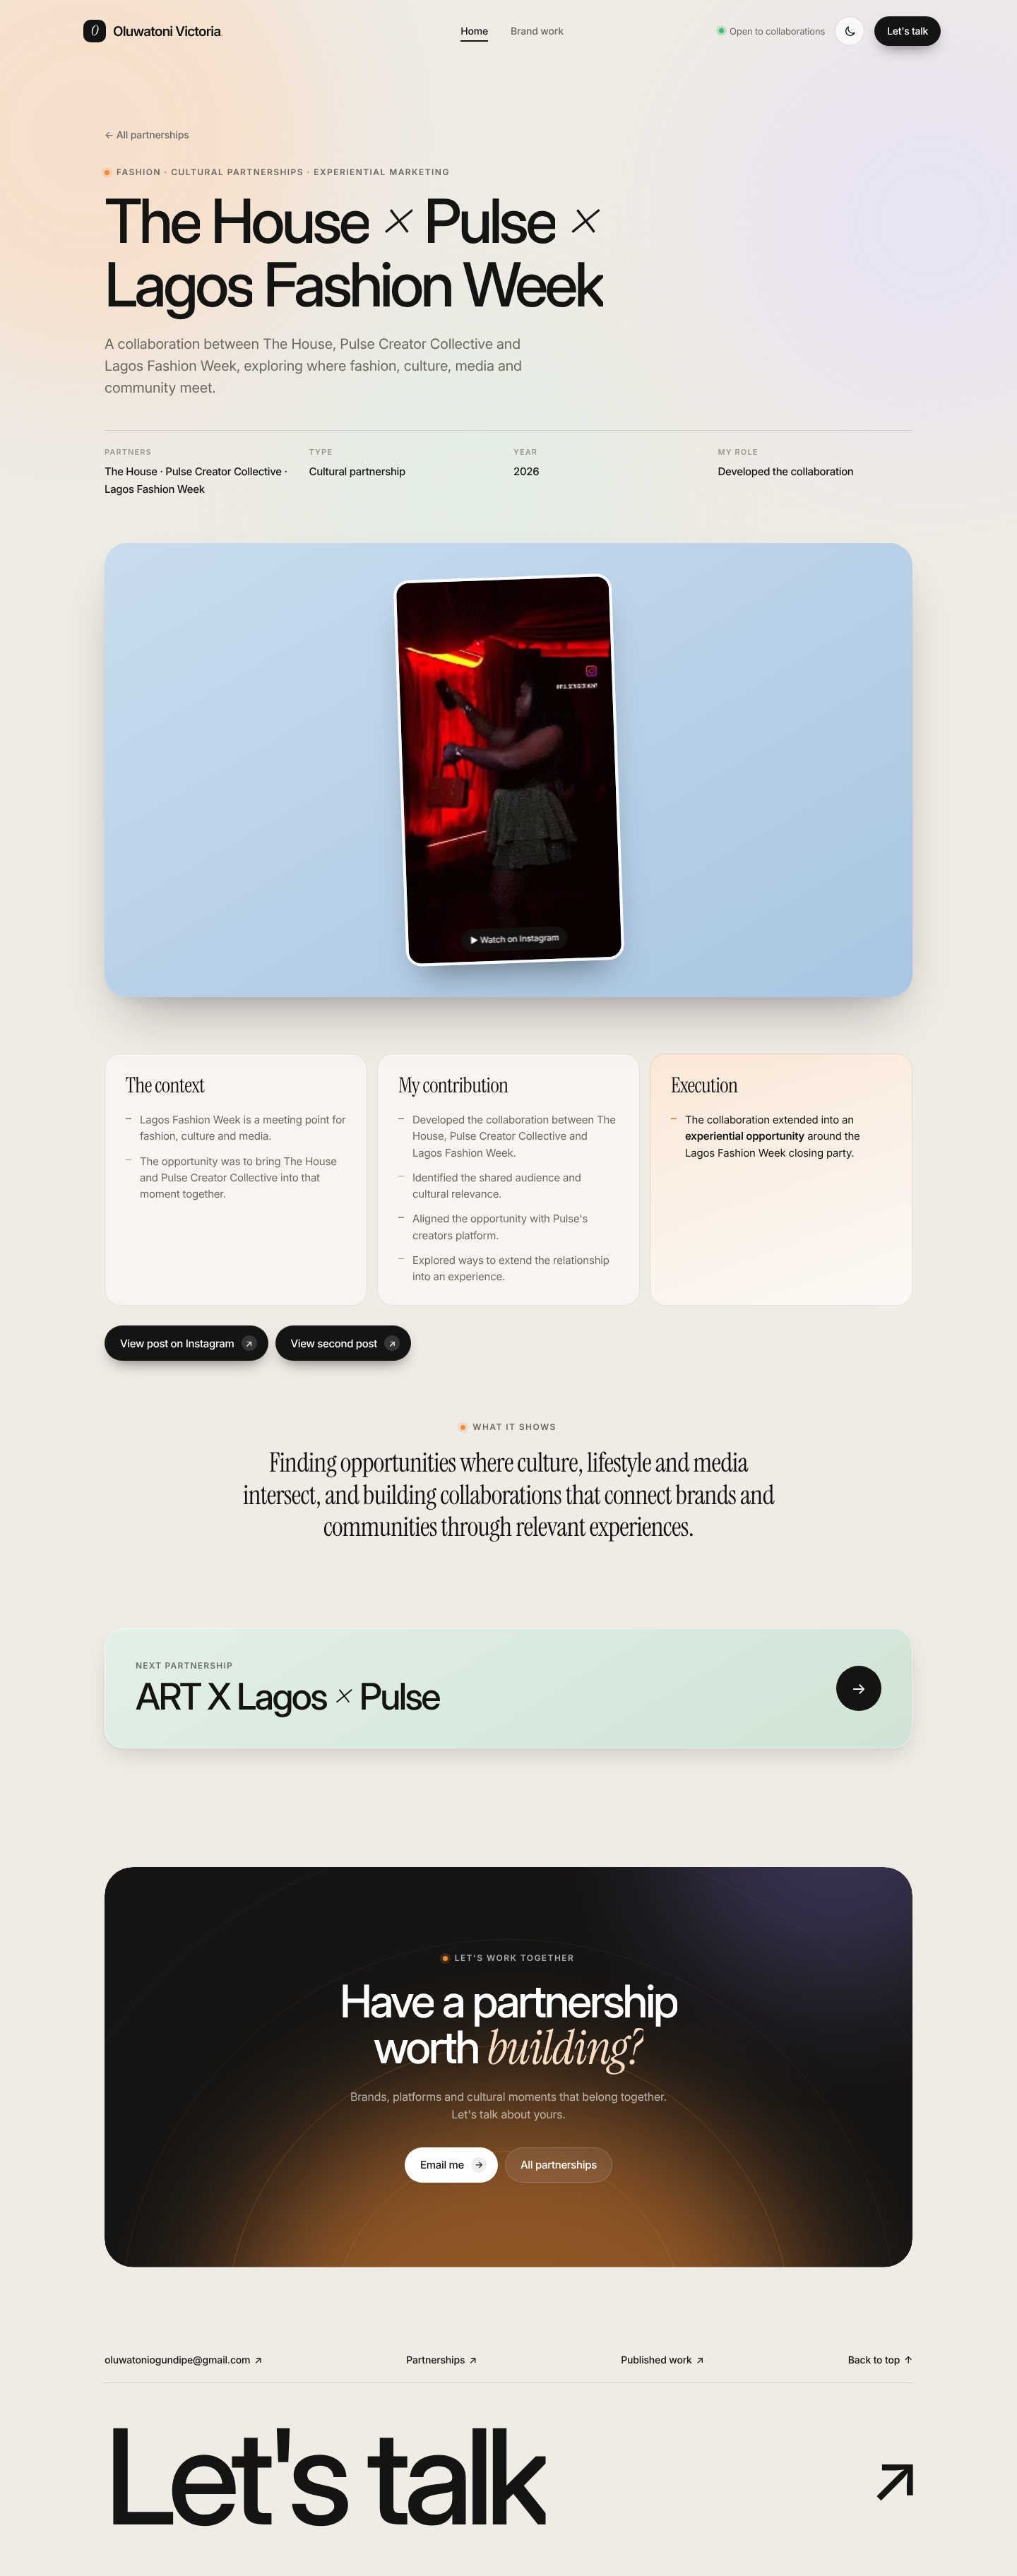 O Oluwatoni Victoria
Home Brand work
Open to collaborations
Let's talk
← All partnerships
FASHION · CULTURAL PARTNERSHIPS · EXPERIENTIAL MARKETING
The House × Pulse ×
Lagos Fashion Week
A collaboration between The House, Pulse Creator Collective and
Lagos Fashion Week, exploring where fashion, culture, media and
community meet.
PARTNERS
The House · Pulse Creator Collective ·
Lagos Fashion Week
TYPE
Cultural partnership
YEAR
2026
MY ROLE
Developed the collaboration
▶ Watch on Instagram
The context
– Lagos Fashion Week is a meeting point for
fashion, culture and media.
– The opportunity was to bring The House
and Pulse Creator Collective into that
moment together.
My contribution
– Developed the collaboration between The
House, Pulse Creator Collective and
Lagos Fashion Week.
– Identified the shared audience and
cultural relevance.
– Aligned the opportunity with Pulse's
creators platform.
– Explored ways to extend the relationship
into an experience.
Execution
– The collaboration extended into an
experiential opportunity around the
Lagos Fashion Week closing party.
View post on Instagram ↗
View second post ↗
WHAT IT SHOWS
Finding opportunities where culture, lifestyle and media
intersect, and building collaborations that connect brands and
communities through relevant experiences.
NEXT PARTNERSHIP
ART X Lagos × Pulse
→
LET'S WORK TOGETHER
Have a partnership
worth building?
Brands, platforms and cultural moments that belong together.
Let's talk about yours.
Email me →
All partnerships
oluwatoniogundipe@gmail.com ↗
Partnerships ↗
Published work ↗
Back to top ↑
Let's talk ↗